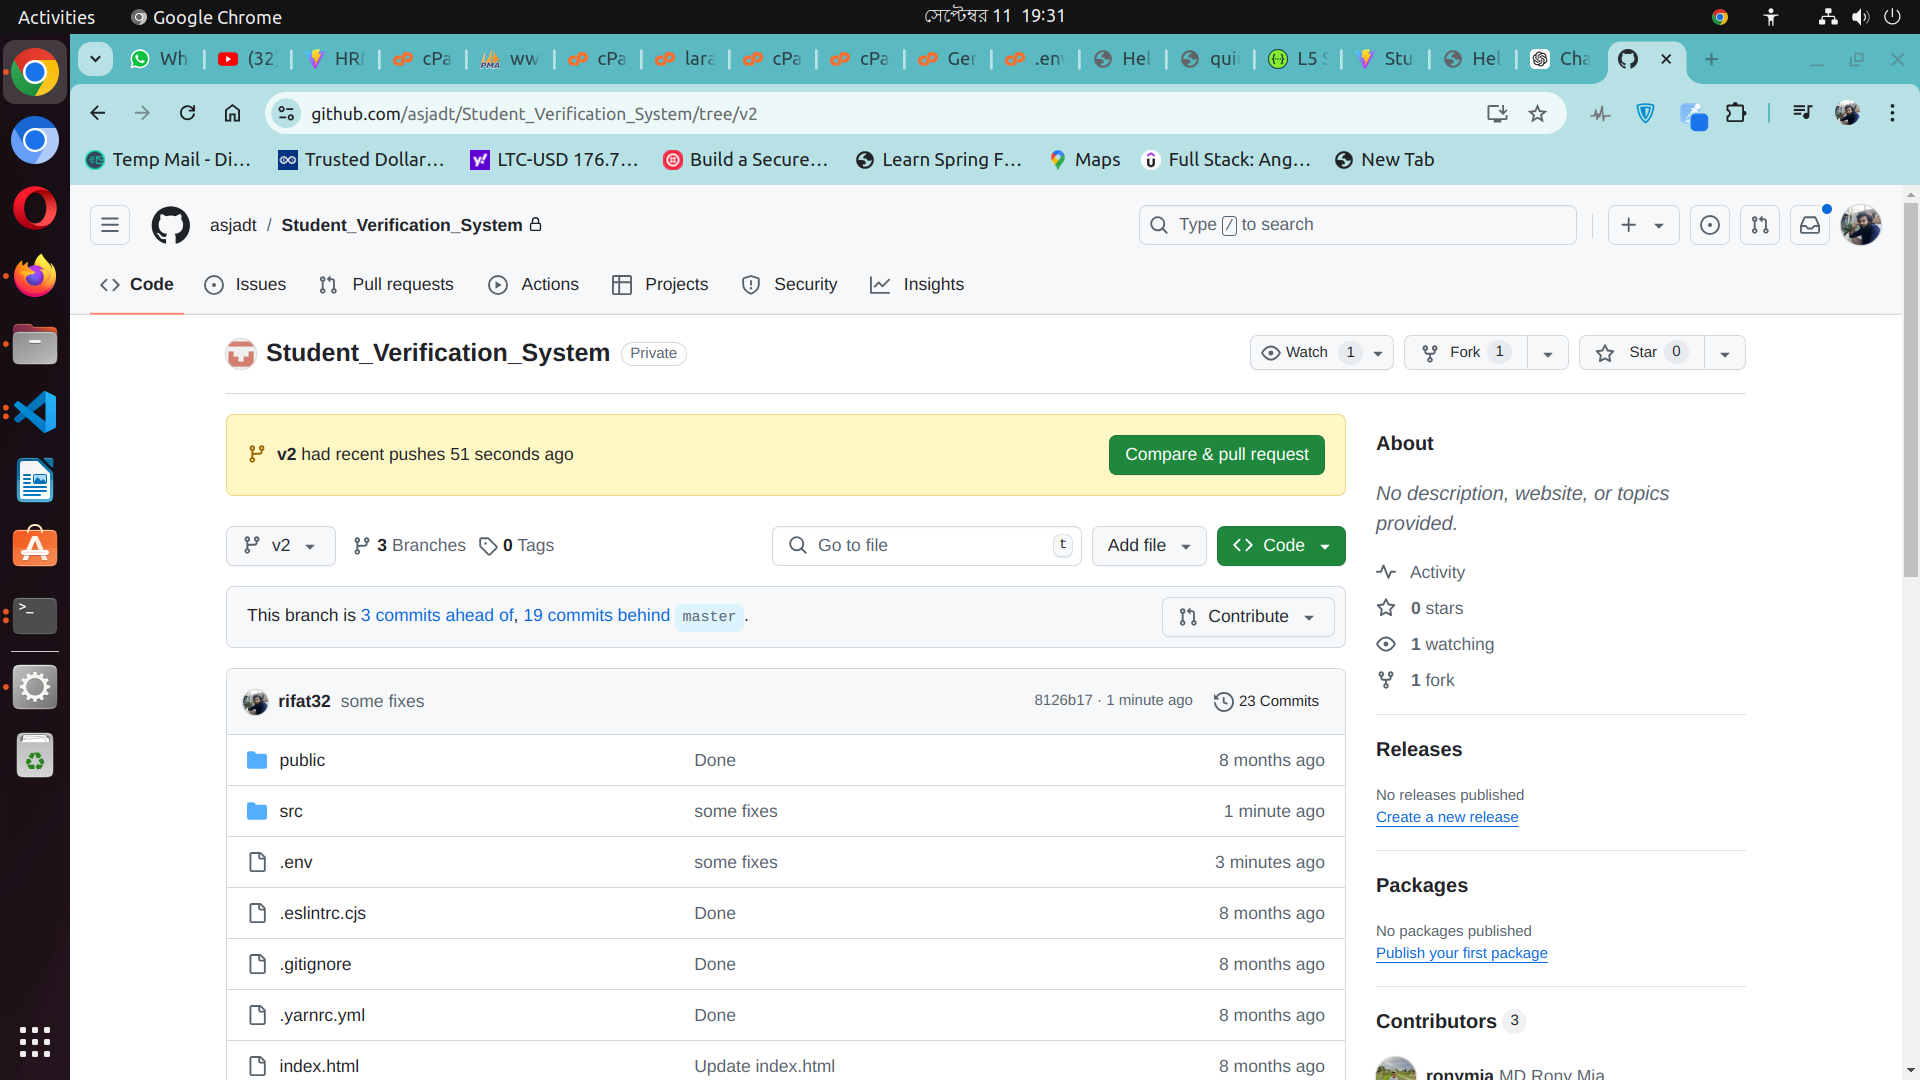 Activities
Google Chrome
সেপ্টেম্বর 11 19:31
Wh
(32
HRM
cPa
ww
cPa
lara
cPa
cPa
Ger
.env
Hel
quic
L5 S
Stu
Hel
Cha
github.com/asjadt/Student_Verification_System/tree/v2
Temp Mail - Di...
Trusted Dollar...
LTC-USD 176.7...
Build a Secure...
Learn Spring F...
Maps
Full Stack: Ang...
New Tab
asjadt / Student_Verification_System
Type / to search
Code
Issues
Pull requests
Actions
Projects
Security
Insights
Student_Verification_System Private
Watch 1
Fork 1
Star 0
v2 had recent pushes 51 seconds ago
Compare & pull request
v2
3 Branches
0 Tags
Go to file t
Add file
Code
This branch is 3 commits ahead of, 19 commits behind master .
Contribute
rifat32 some fixes
8126b17 · 1 minute ago
23 Commits
public Done 8 months ago
src some fixes 1 minute ago
.env some fixes 3 minutes ago
.eslintrc.cjs Done 8 months ago
.gitignore Done 8 months ago
.yarnrc.yml Done 8 months ago
index.html Update index.html 8 months ago
About
No description, website, or topics
provided.
Activity
0 stars
1 watching
1 fork
Releases
No releases published
Create a new release
Packages
No packages published
Publish your first package
Contributors 3
ronymia MD Rony Mia